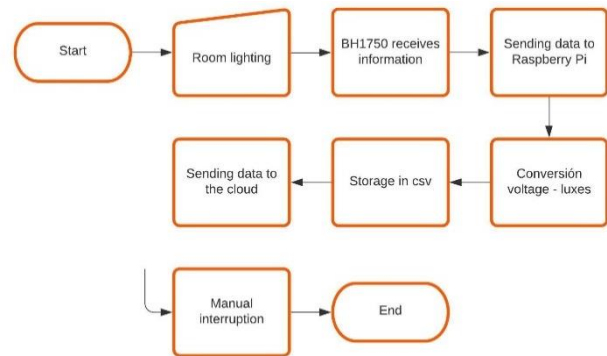 Start
Room lighting
BH1750 receives
information
Sending data to
Raspberry Pi
Conversión
voltage - luxes
Storage in csv
Sending data to
the cloud
Manual
interruption
End